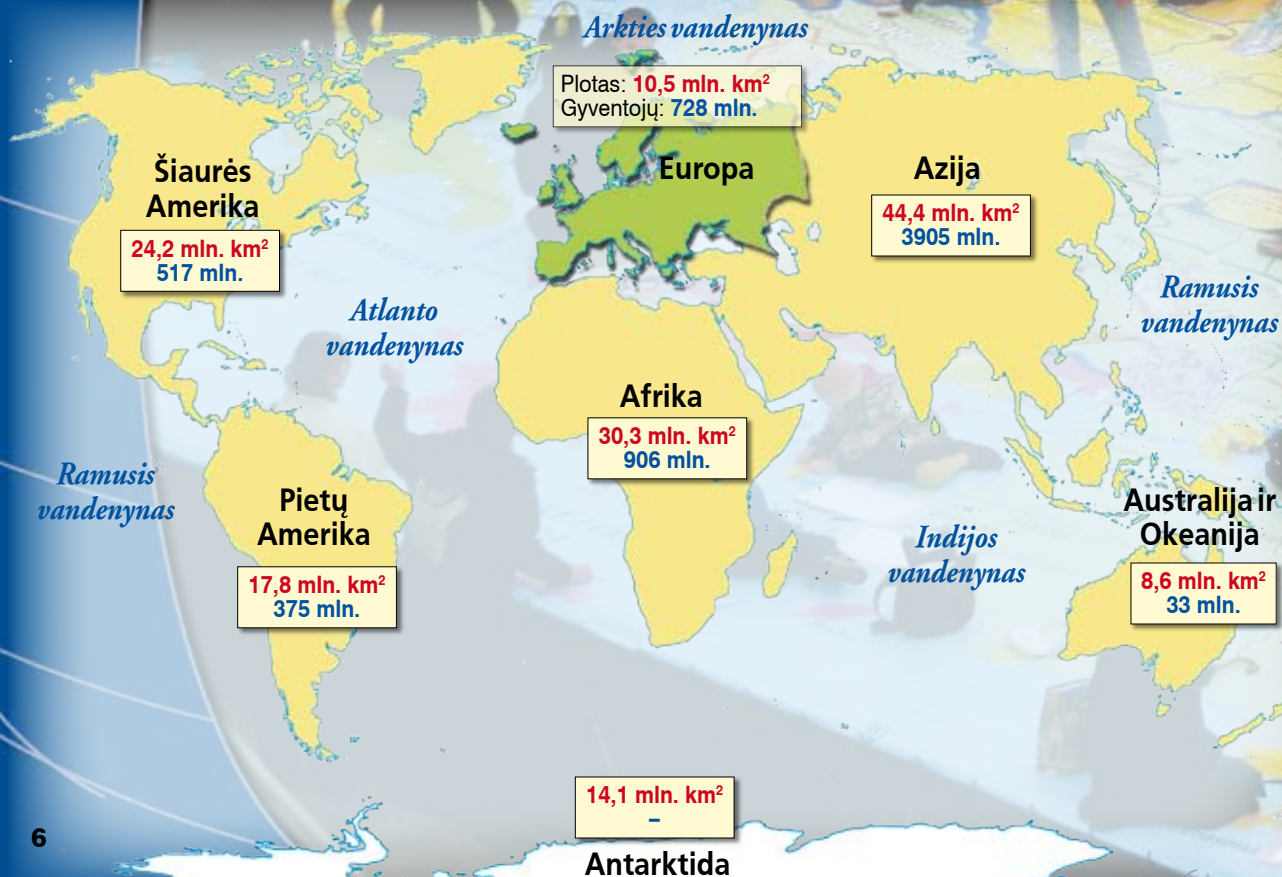 Arkties vandenynas
Plotas: 10,5 mln. km²
Gyventojų: 728 mln.
Šiaurės
Amerika
24,2 mln. km²
517 mln.
Europa
Azija
44,4 mln. km²
3905 mln.
Atlanto
vandenynas
Ramusis
vandenynas
Afrika
30,3 mln. km²
906 mln.
Ramusis
vandenynas
Pietų
Amerika
17,8 mln. km²
375 mln.
Indijos
vandenynas
Australija ir
Okeanija
8,6 mln. km²
33 mln.
14,1 mln. km²
–
Antarktida
6